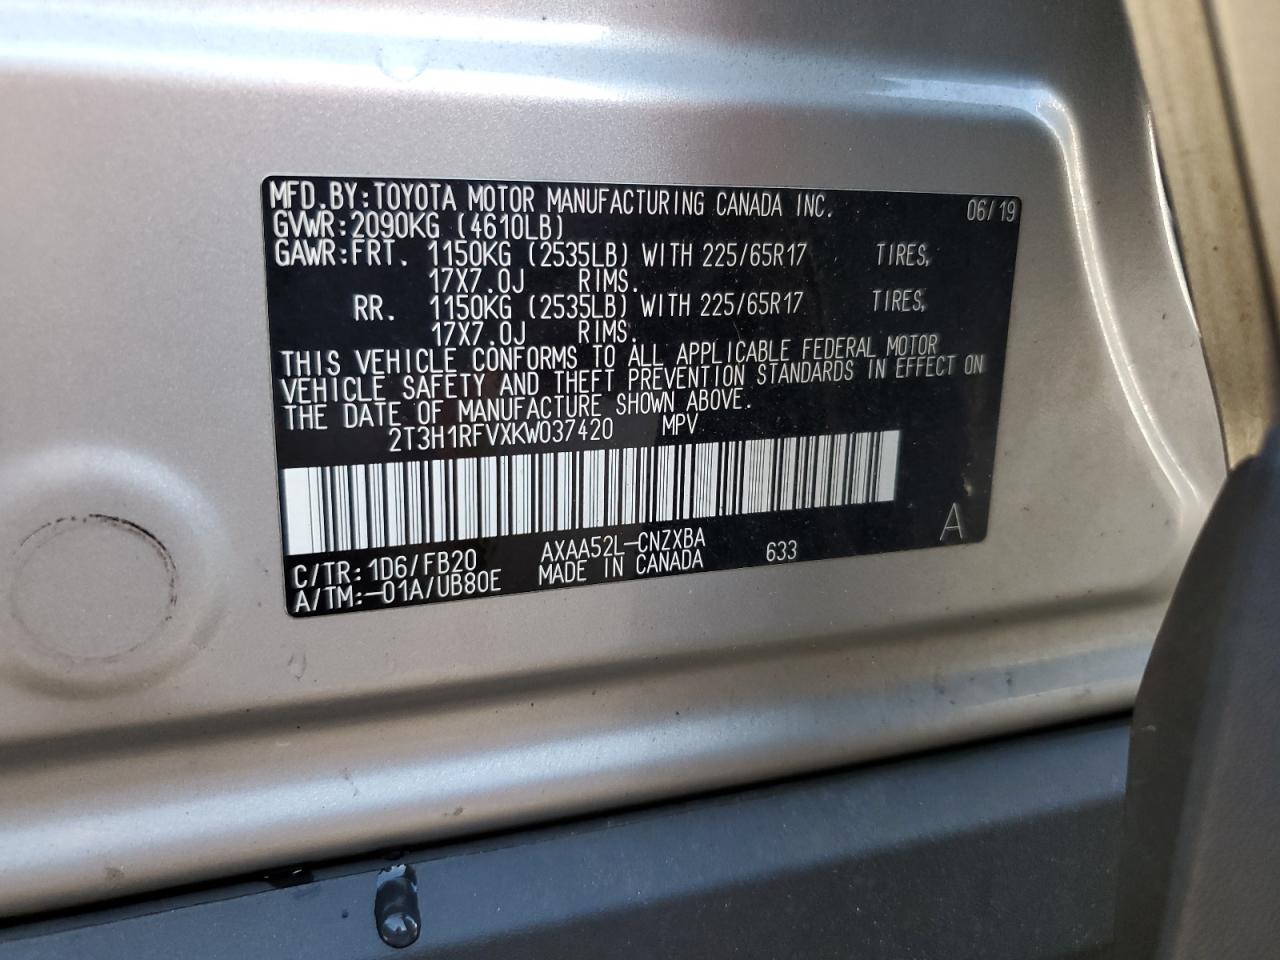 MFD.BY:TOYOTA MOTOR MANUFACTURING CANADA INC. 06/19
GVWR:2090KG (4610LB)
GAWR:FRT. 1150KG (2535LB) WITH 225/65R17 TIRES,
17X7.0J RIMS.
RR. 1150KG (2535LB) WITH 225/65R17 TIRES,
17X7.0J RIMS.
THIS VEHICLE CONFORMS TO ALL APPLICABLE FEDERAL MOTOR
VEHICLE SAFETY AND THEFT PREVENTION STANDARDS IN EFFECT ON
THE DATE OF MANUFACTURE SHOWN ABOVE.
2T3H1RFVXKW037420 MPV
C/TR:1D6/FB20 AXAA52L-CNZXBA 633 A
A/TM:-01A/UB80E MADE IN CANADA